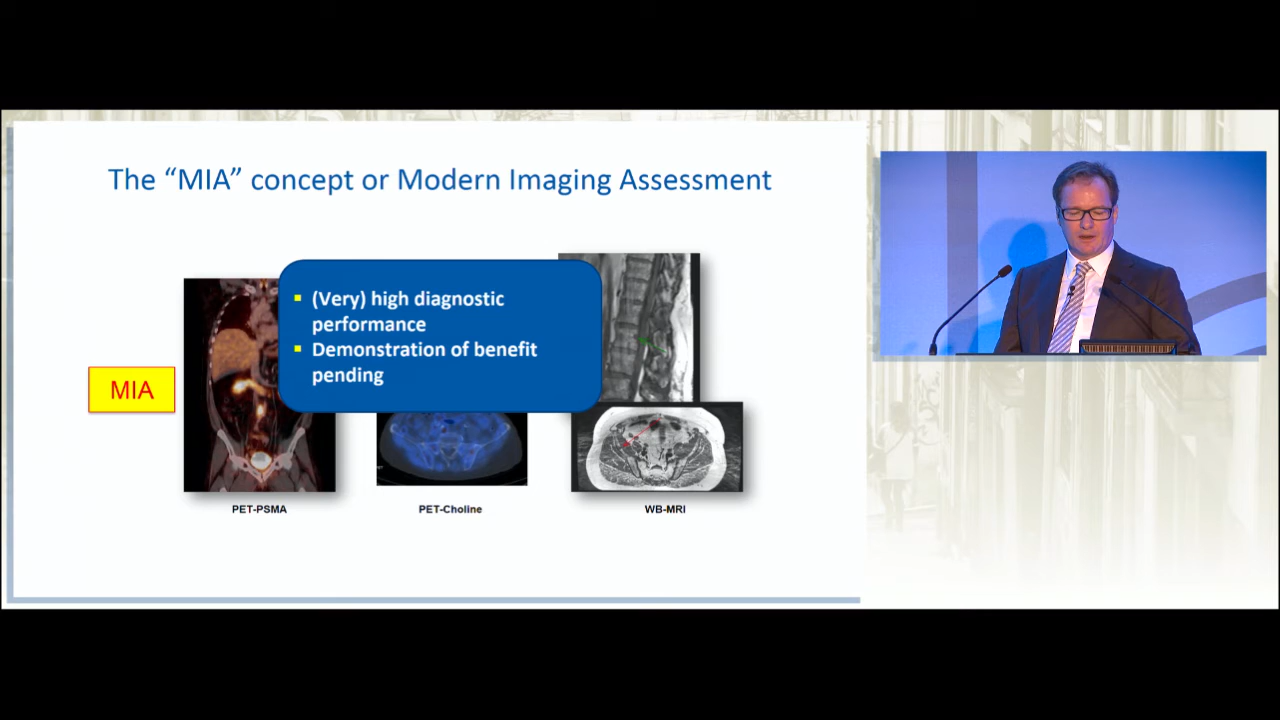 The “MIA” concept or Modern Imaging Assessment
▪ (Very) high diagnostic
performance
▪ Demonstration of benefit
pending
MIA
PET-PSMA
PET-Choline
WB-MRI